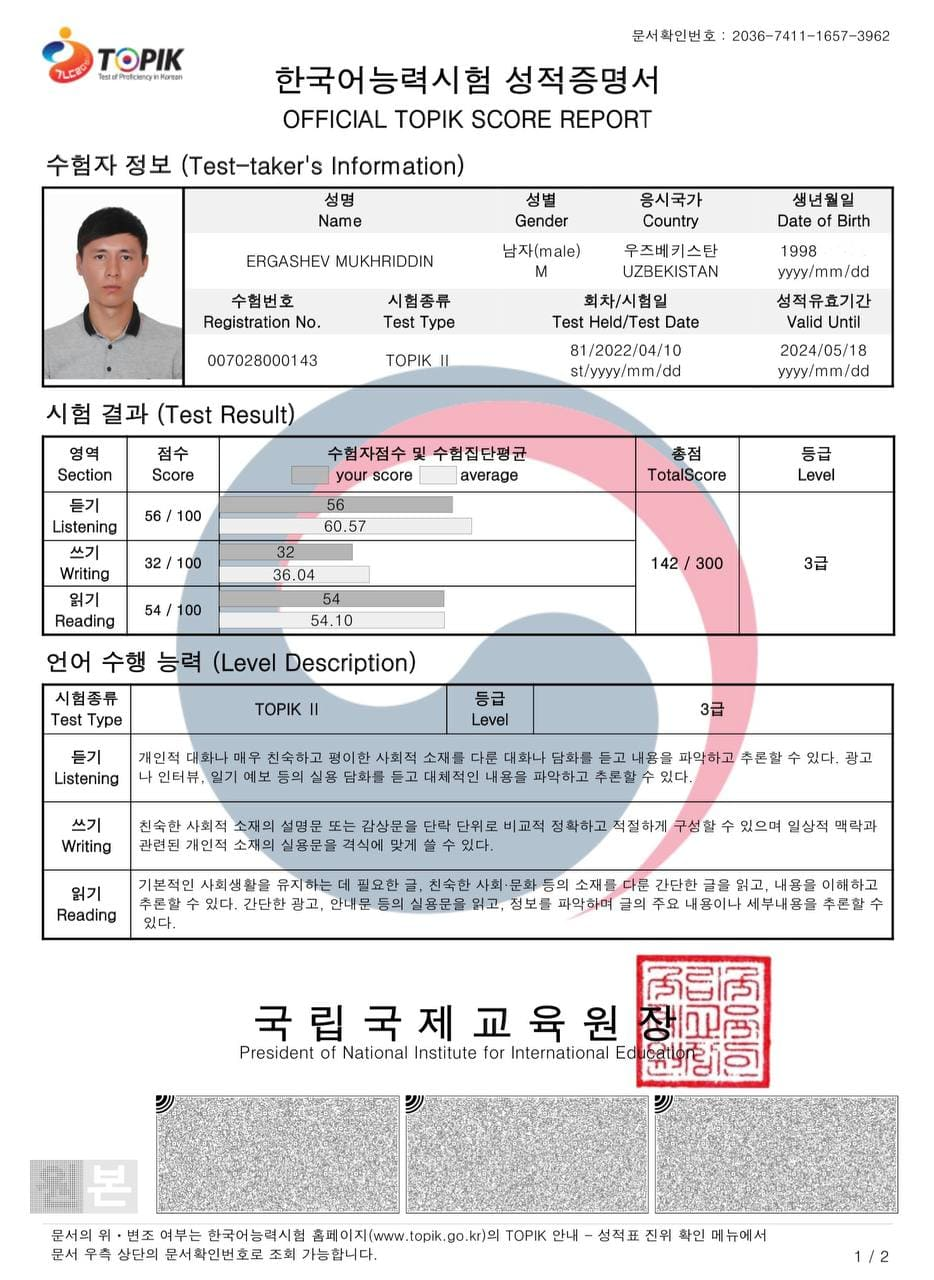 문서확인번호 : 2036-7411-1657-3962
TOPIK
Test of Proficiency in Korean
한국어능력시험 성적증명서
OFFICIAL TOPIK SCORE REPORT
수험자 정보 (Test-taker's Information)
성명 성별 응시국가 생년월일
Name Gender Country Date of Birth
ERGASHEV MUKHRIDDIN 남자(male) 우즈베키스탄 1998
M UZBEKISTAN yyyy/mm/dd
수험번호 시험종류 회차/시험일 성적유효기간
Registration No. Test Type Test Held/Test Date Valid Until
007028000143 TOPIK II 81/2022/04/10 2024/05/18
st/yyyy/mm/dd yyyy/mm/dd
시험 결과 (Test Result)
영역 점수 수험자점수 및 수험집단평균 총점 등급
Section Score your score average TotalScore Level
듣기 56 / 100 56
Listening 60.57
쓰기 32 / 100 32 142 / 300 3급
Writing 36.04
읽기 54 / 100 54
Reading 54.10
언어 수행 능력 (Level Description)
시험종류 TOPIK II 등급 3급
Test Type Level
듣기 개인적 대화나 매우 친숙하고 평이한 사회적 소재를 다룬 대화나 담화를 듣고 내용을 파악하고 추론할 수 있다. 광고
Listening 나 인터뷰, 일기 예보 등의 실용 담화를 듣고 대체적인 내용을 파악하고 추론할 수 있다.
쓰기 친숙한 사회적 소재의 설명문 또는 감상문을 단락 단위로 비교적 정확하고 적절하게 구성할 수 있으며 일상적 맥락과
Writing 관련된 개인적 소재의 실용문을 격식에 맞게 쓸 수 있다.
읽기 기본적인 사회생활을 유지하는 데 필요한 글, 친숙한 사회·문화 등의 소재를 다룬 간단한 글을 읽고, 내용을 이해하고
Reading 추론할 수 있다. 간단한 광고, 안내문 등의 실용문을 읽고, 정보를 파악하며 글의 주요 내용이나 세부내용을 추론할 수
있다.
국립국제교육원장
President of National Institute for International Education
원본
문서의 위・변조 여부는 한국어능력시험 홈페이지(www.topik.go.kr)의 TOPIK 안내 - 성적표 진위 확인 메뉴에서
문서 우측 상단의 문서확인번호로 조회 가능합니다.
1 / 2